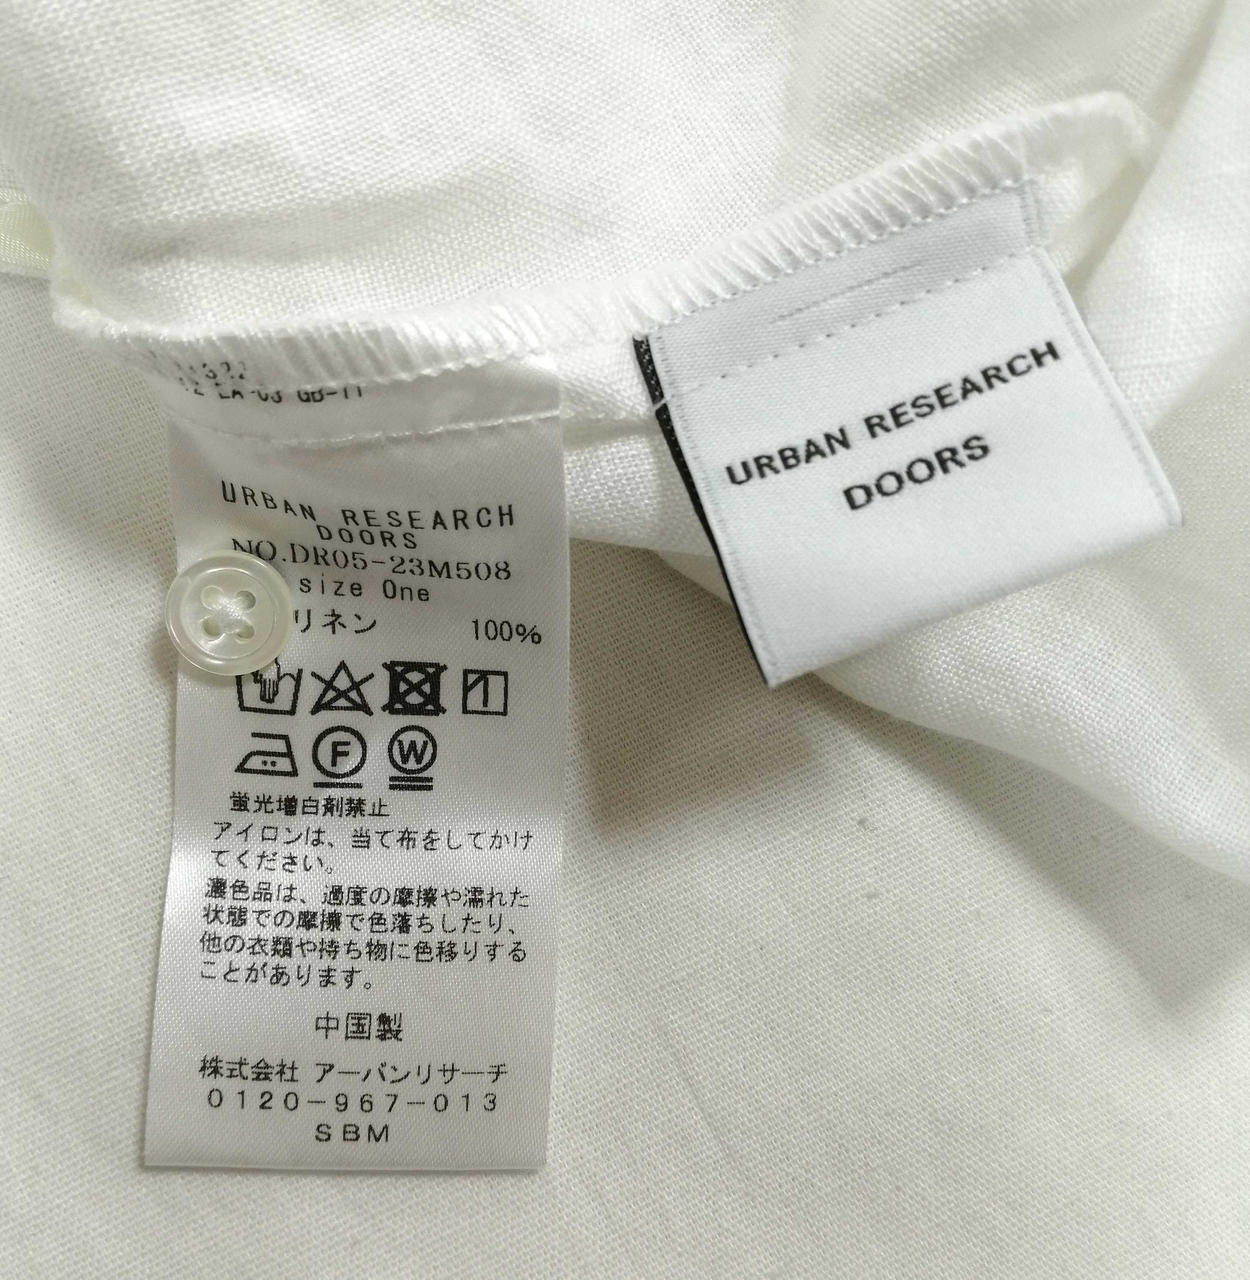 GB-11
URBAN RESEARCH
DOORS
NO.DR05-23M508
size One
リネン 100%
F W
蛍光増白剤禁止
アイロンは、当て布をしてかけ
てください。
濃色品は、過度の摩擦や濡れた
状態での摩擦で色落ちしたり、
他の衣類や持ち物に色移りする
ことがあります。
中国製
株式会社 アーバンリサーチ
0120-967-013
SBM
URBAN RESEARCH
DOORS